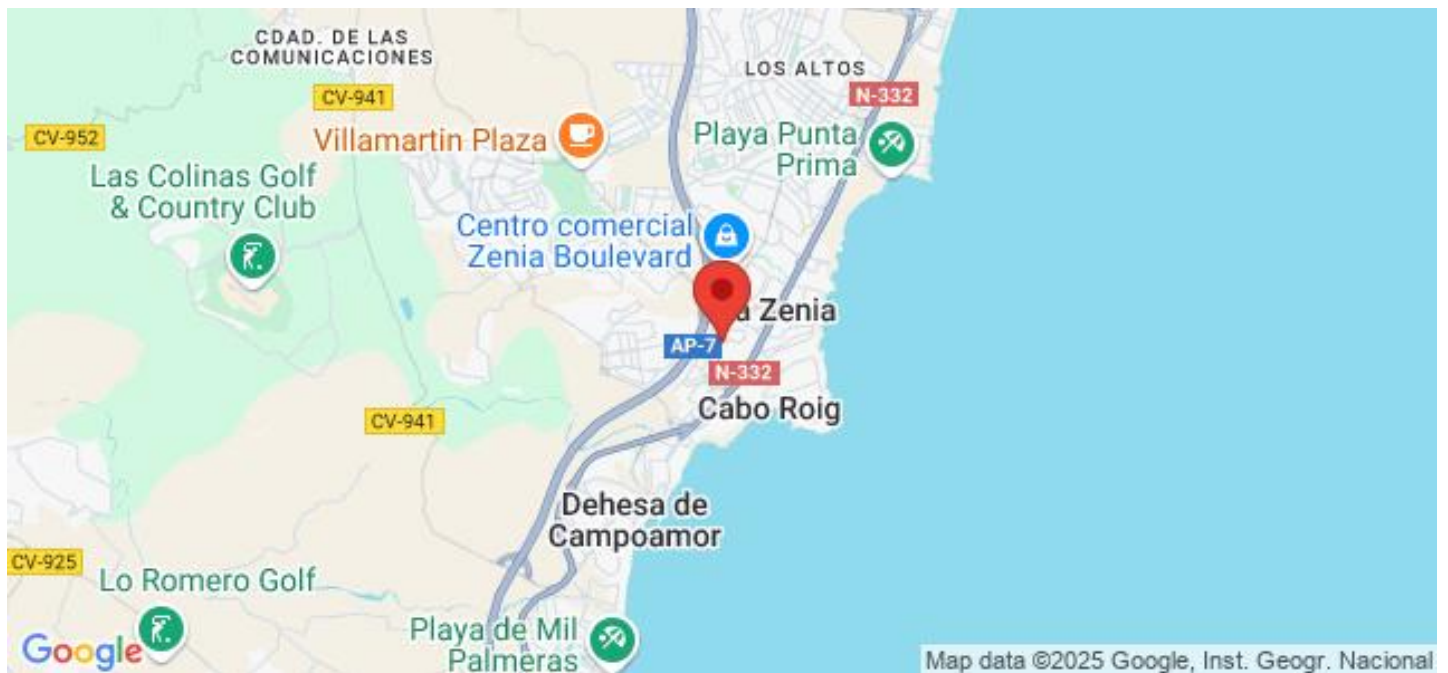 CDAD. DE LAS
COMUNICACIONES
LOS ALTOS
CV-941
N-332
CV-952
Villamartin Plaza
Playa Punta
Prima
Las Colinas Golf
& Country Club
Centro comercial
Zenia Boulevard
Zenia
AP-7
N-332
Cabo Roig
CV-941
Dehesa de
Campoamor
CV-925
Lo Romero Golf
Playa de Mil
Palmeras
Google
Map data ©2025 Google, Inst. Geogr. Nacional